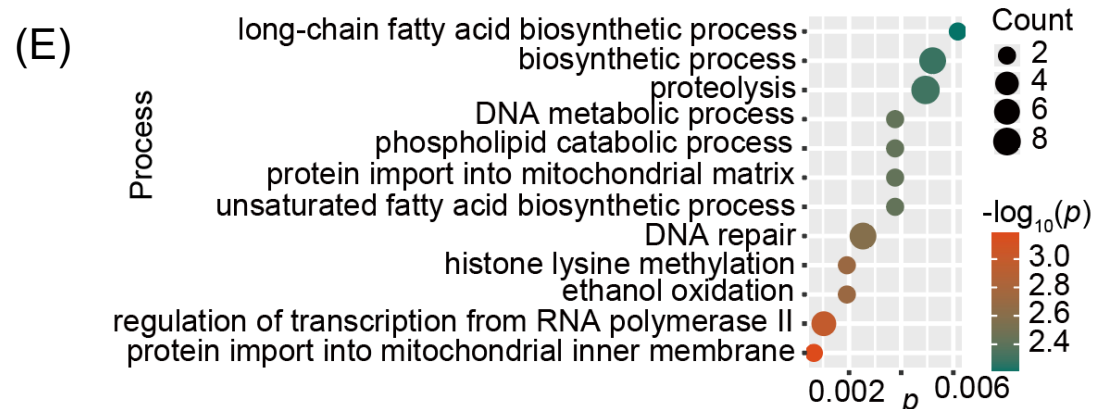 (E)
Process
long-chain fatty acid biosynthetic process
biosynthetic process
proteolysis
DNA metabolic process
phospholipid catabolic process
protein import into mitochondrial matrix
unsaturated fatty acid biosynthetic process
DNA repair
histone lysine methylation
ethanol oxidation
regulation of transcription from RNA polymerase II
protein import into mitochondrial inner membrane
0.002
0.006
p
Count
2
4
6
8
-log₁₀(p)
3.0
2.8
2.6
2.4